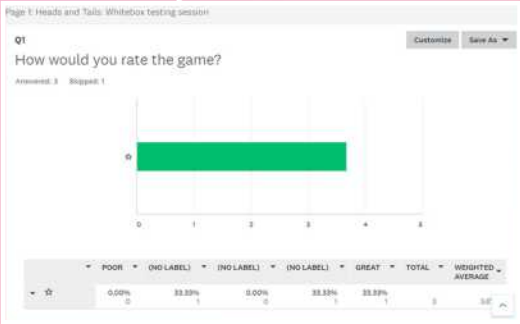 Page 1: Heads and Tails: Whitebox testing session
Q1
Customize Save As
How would you rate the game?
Answered: 3 Skipped: 1
0 1 2 3 4 5
POOR (NO LABEL) (NO LABEL) (NO LABEL) GREAT TOTAL WEIGHTED AVERAGE
0.00% 33.33% 0.00% 33.33% 33.33%
0 1 0 1 1 3